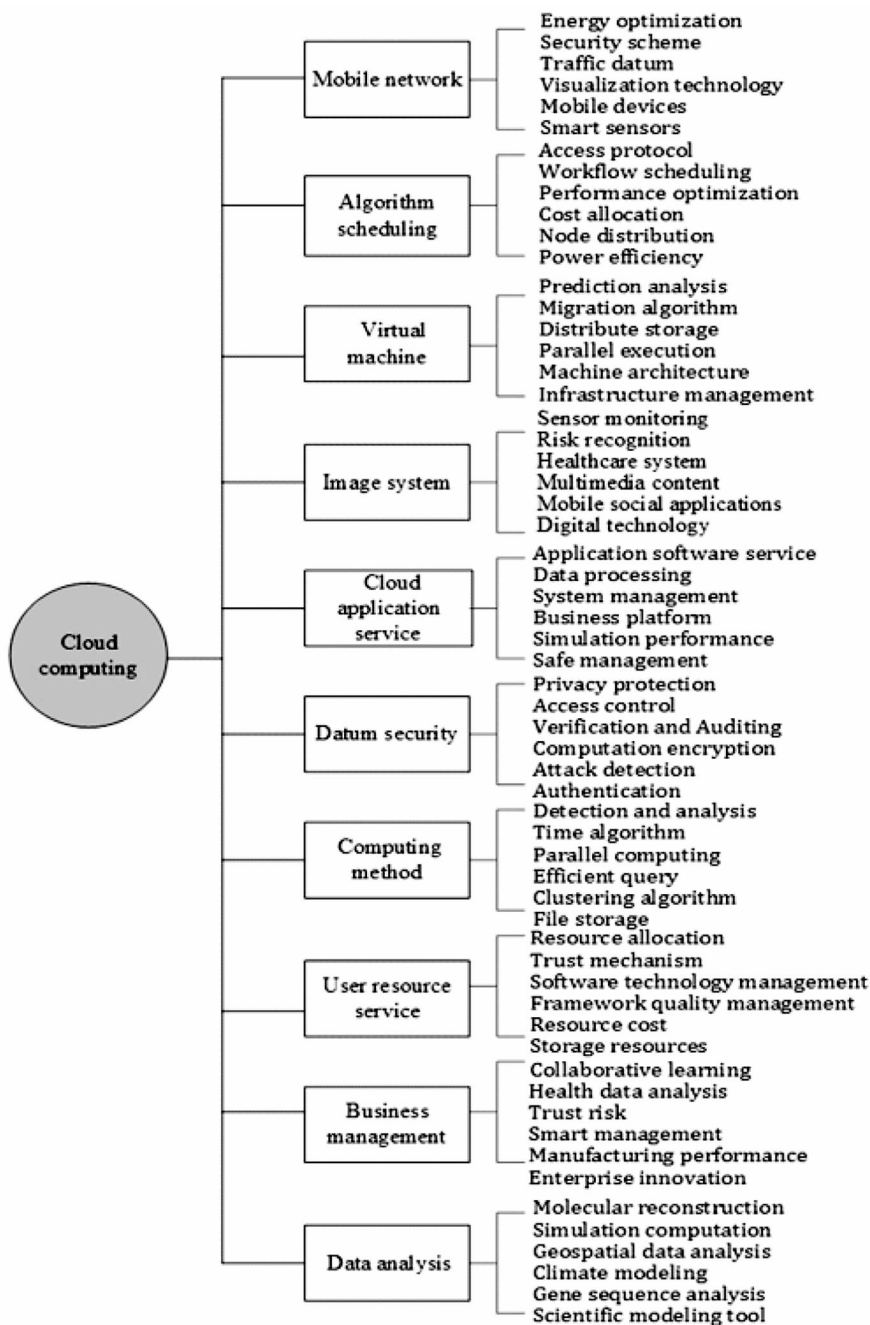 Cloud
computing
Mobile network
Energy optimization
Security scheme
Traffic datum
Visualization technology
Mobile devices
Smart sensors
Algorithm
scheduling
Access protocol
Workflow scheduling
Performance optimization
Cost allocation
Node distribution
Power efficiency
Virtual
machine
Prediction analysis
Migration algorithm
Distribute storage
Parallel execution
Machine architecture
Infrastructure management
Image system
Sensor monitoring
Risk recognition
Healthcare system
Multimedia content
Mobile social applications
Digital technology
Cloud
application
service
Application software service
Data processing
System management
Business platform
Simulation performance
Safe management
Datum security
Privacy protection
Access control
Verification and Auditing
Computation encryption
Attack detection
Authentication
Computing
method
Detection and analysis
Time algorithm
Parallel computing
Efficient query
Clustering algorithm
File storage
User resource
service
Resource allocation
Trust mechanism
Software technology management
Framework quality management
Resource cost
Storage resources
Business
management
Collaborative learning
Health data analysis
Trust risk
Smart management
Manufacturing performance
Enterprise innovation
Data analysis
Molecular reconstruction
Simulation computation
Geospatial data analysis
Climate modeling
Gene sequence analysis
Scientific modeling tool